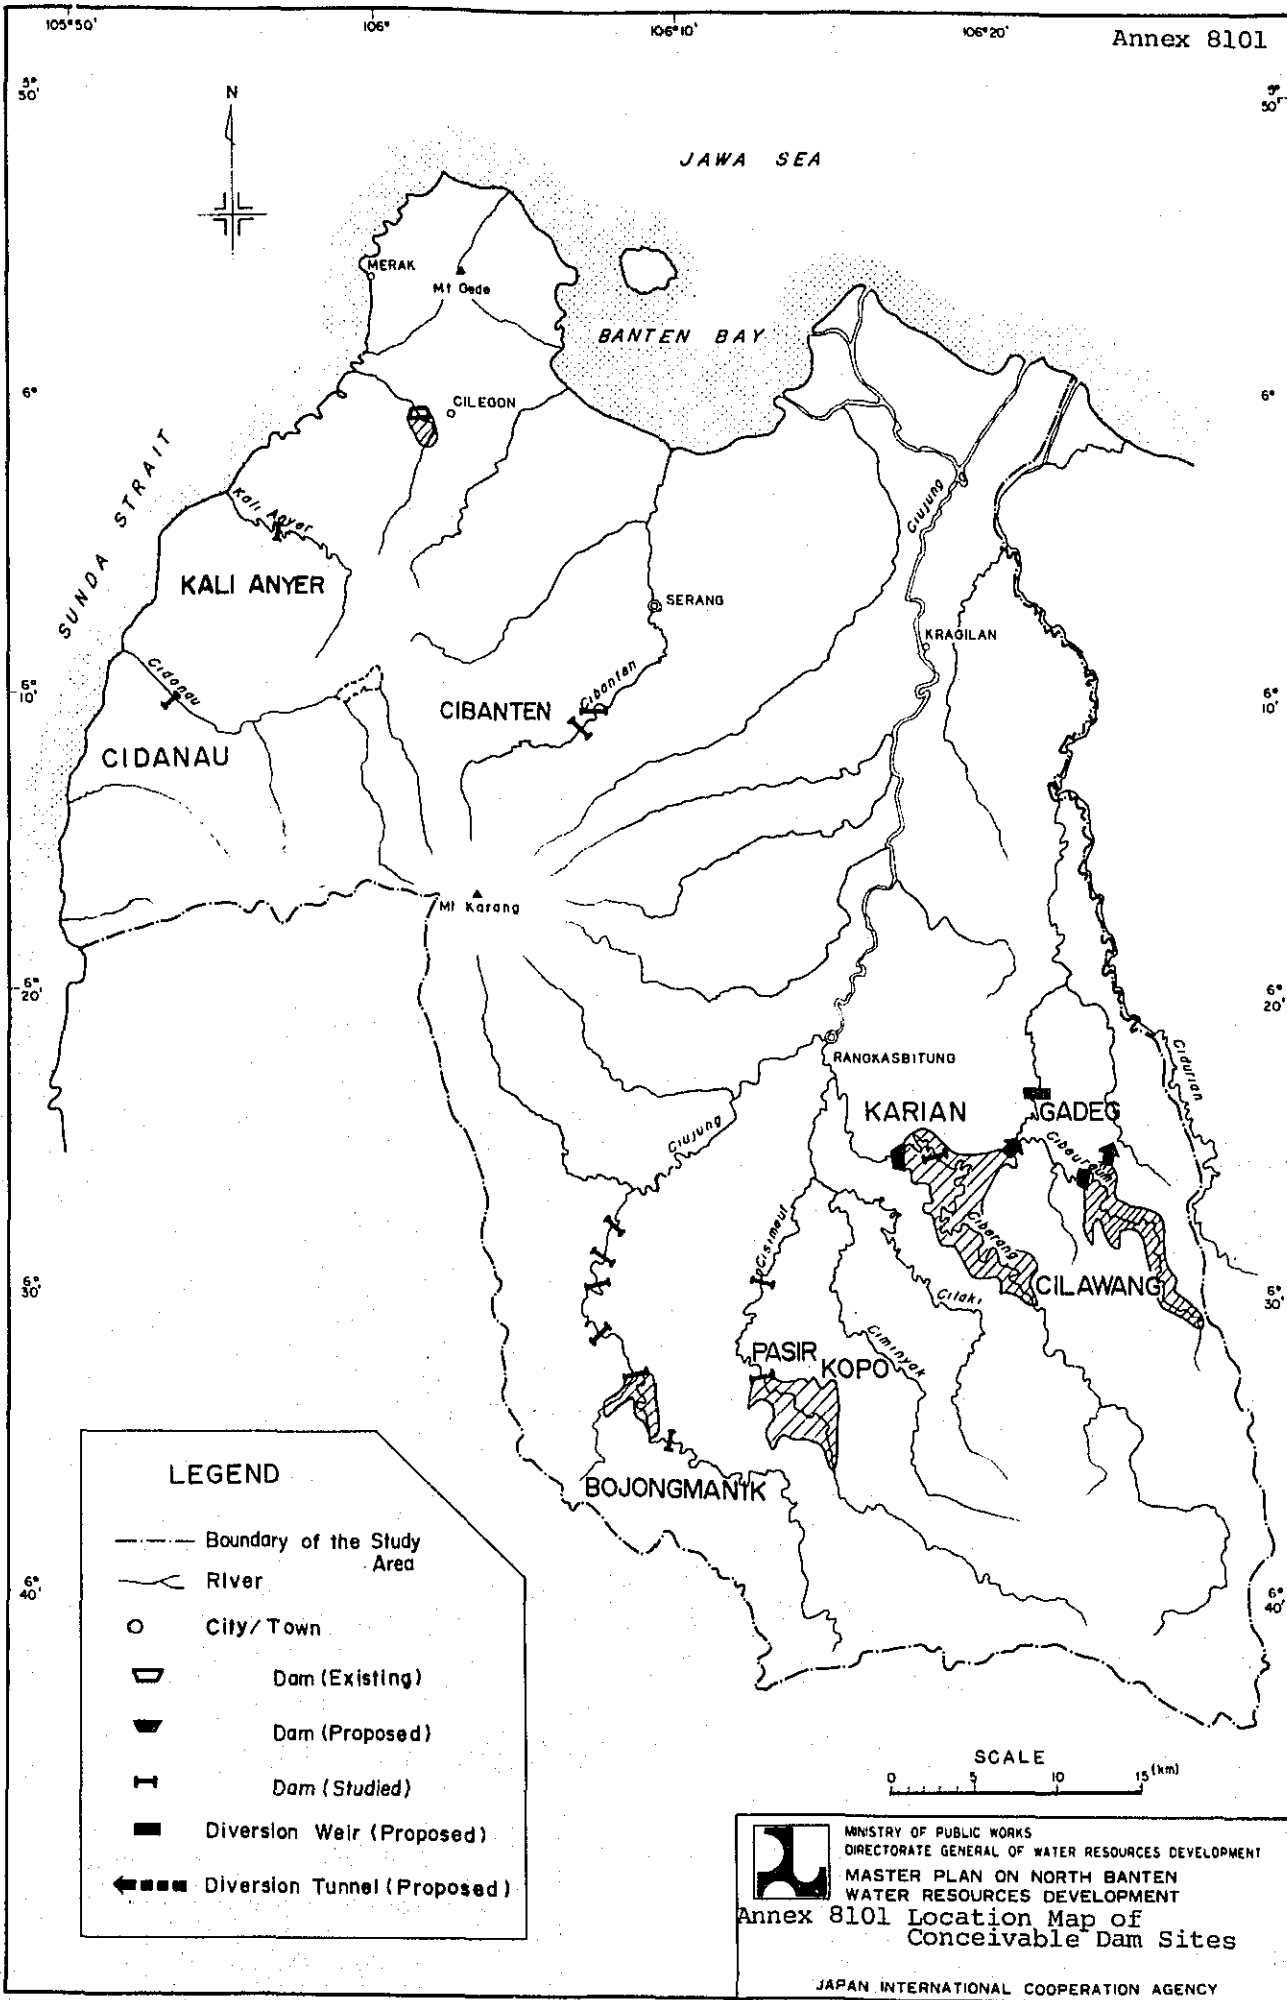 105°50'
106°
106°10'
106°20'
Annex 8101
5°
50'
5°
50'
N
JAWA SEA
MERAK
Mt Gede
BANTEN BAY
6°
CILEGON
6°
SUNDA STRAIT
Kali Anyer
Ciujung
KALI ANYER
SERANG
KRAGILAN
Cidanau
Cibanten
6°
10'
6°
10'
CIBANTEN
CIDANAU
Mt Karang
6°
20'
6°
20'
RANGKASBITUNG
Cidurian
KARIAN
GADEG
Ciujung
Cibeureum
Cisimeut
Ciberang
6°
30'
CILAWANG
6°
30'
Cilaki
PASIR
KOPO
Ciminyak
LEGEND
BOJONGMANIK
Boundary of the Study
Area
River
6°
40'
6°
40'
City/Town
Dam (Existing)
Dam (Proposed)
SCALE
0 5 10 15 (km)
Dam (Studied)
Diversion Weir (Proposed)
Diversion Tunnel (Proposed)
MINISTRY OF PUBLIC WORKS
DIRECTORATE GENERAL OF WATER RESOURCES DEVELOPMENT
MASTER PLAN ON NORTH BANTEN
WATER RESOURCES DEVELOPMENT
Annex 8101 Location Map of
Conceivable Dam Sites
JAPAN INTERNATIONAL COOPERATION AGENCY